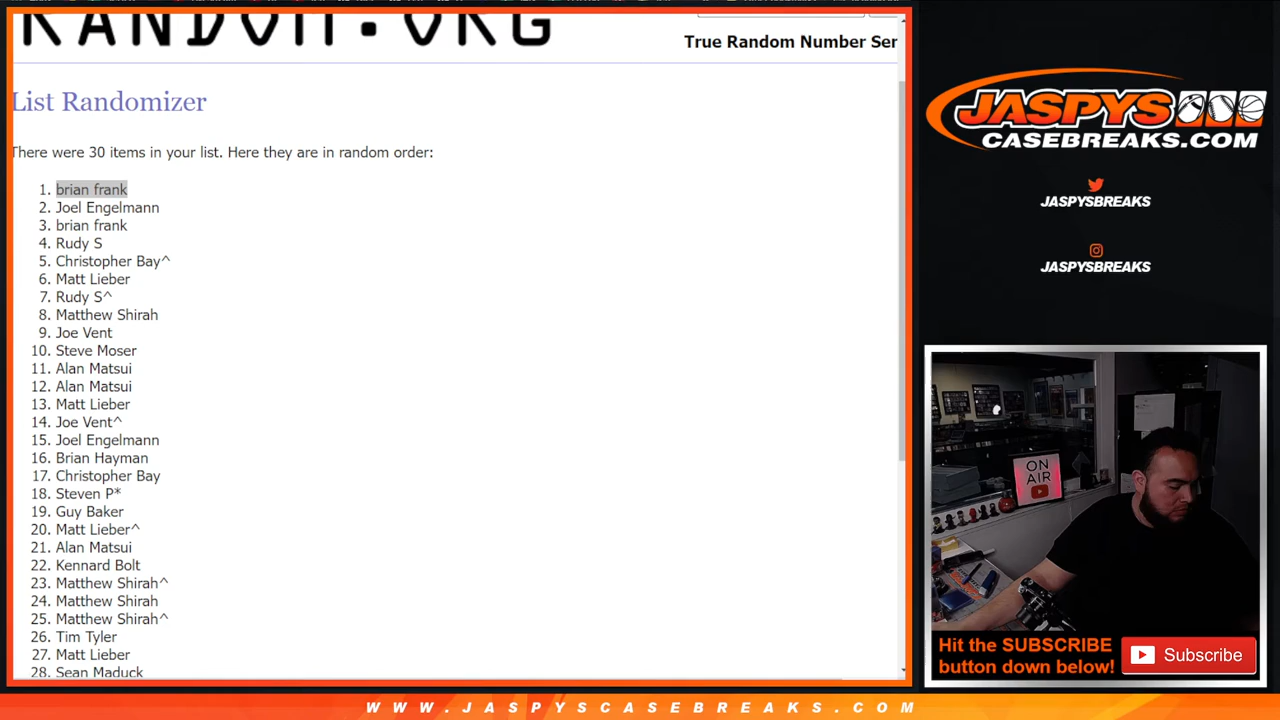 RANDOM.ORG
True Random Number Ser
List Randomizer
There were 30 items in your list. Here they are in random order:
1. brian frank
2. Joel Engelmann
3. brian frank
4. Rudy S
5. Christopher Bay^
6. Matt Lieber
7. Rudy S^
8. Matthew Shirah
9. Joe Vent
10. Steve Moser
11. Alan Matsui
12. Alan Matsui
13. Matt Lieber
14. Joe Vent^
15. Joel Engelmann
16. Brian Hayman
17. Christopher Bay
18. Steven P*
19. Guy Baker
20. Matt Lieber^
21. Alan Matsui
22. Kennard Bolt
23. Matthew Shirah^
24. Matthew Shirah
25. Matthew Shirah^
26. Tim Tyler
27. Matt Lieber
28. Sean Maduck
JASPYS
CASEBREAKS.COM
JASPYSBREAKS
JASPYSBREAKS
ON
AIR
Hit the SUBSCRIBE
button down below!
Subscribe
WWW.JASPYSCASEBREAKS.COM